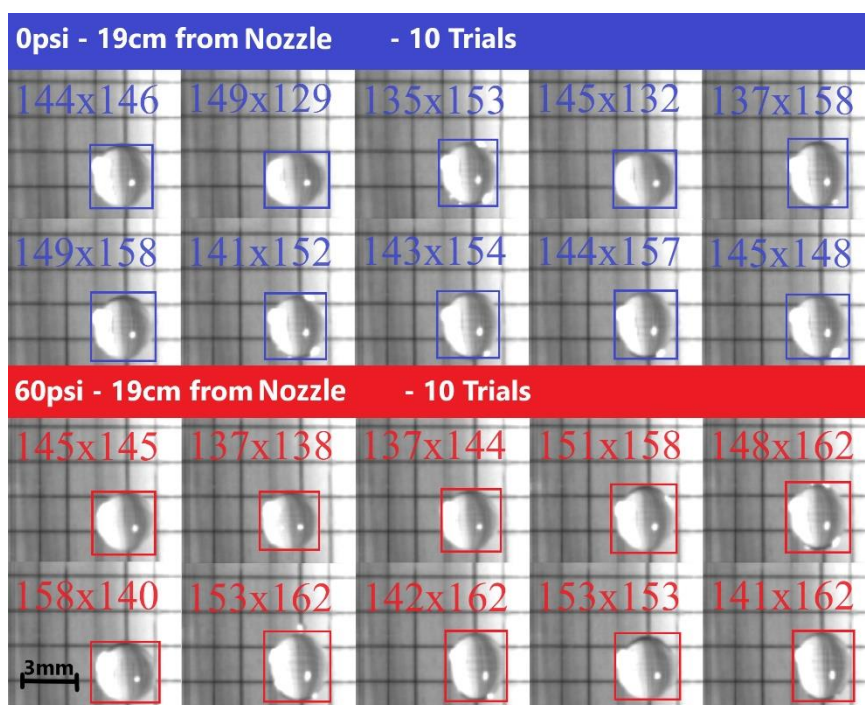 0psi - 19cm from Nozzle - 10 Trials
144x146 149x129 135x153 145x132 137x158
149x158 141x152 143x154 144x157 145x148
60psi - 19cm from Nozzle - 10 Trials
145x145 137x138 137x144 151x158 148x162
158x140 153x162 142x162 153x153 141x162
3mm